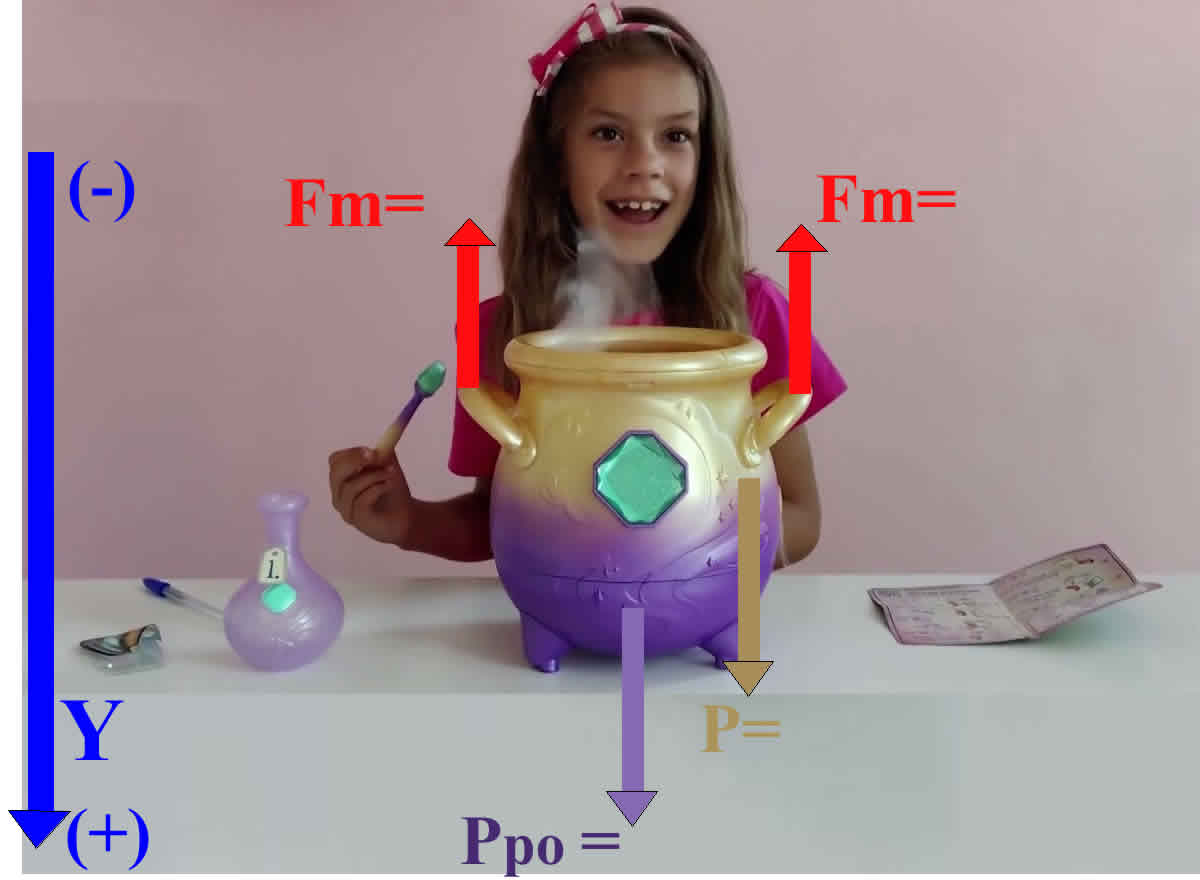 (-)
Fm=
Fm=
1.
Y
P=
(+)
Ppo =